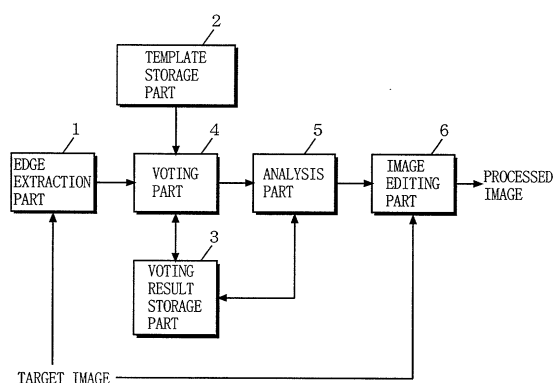 2
TEMPLATE
STORAGE
PART
1
EDGE
EXTRACTION
PART
4
VOTING
PART
5
ANALYSIS
PART
6
IMAGE
EDITING
PART
PROCESSED
IMAGE
3
VOTING
RESULT
STORAGE
PART
TARGET IMAGE